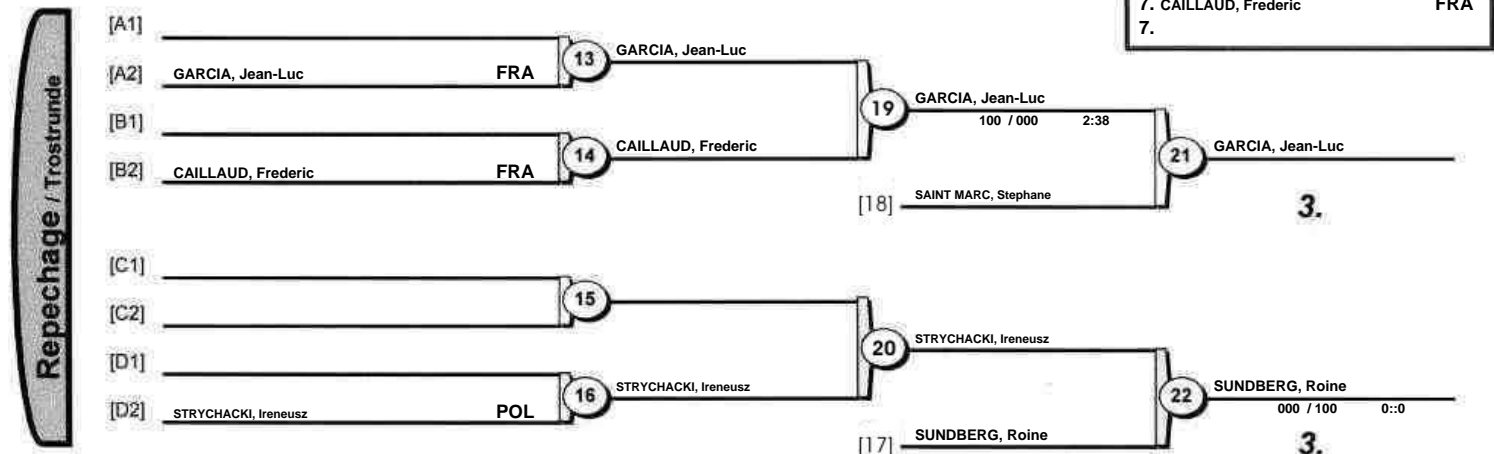 7. CAILLAUD, Frederic FRA
7.
Repechage / Trostrunde
[A1]
[A2] GARCIA, Jean-Luc FRA
13 GARCIA, Jean-Luc
[B1]
[B2] CAILLAUD, Frederic FRA
14 CAILLAUD, Frederic
19 GARCIA, Jean-Luc
100 / 000 2:38
[18] SAINT MARC, Stephane
21 GARCIA, Jean-Luc
3.
[C1]
[C2]
15
[D1]
[D2] STRYCHACKI, Ireneusz POL
16 STRYCHACKI, Ireneusz
20 STRYCHACKI, Ireneusz
[17] SUNDBERG, Roine
22 SUNDBERG, Roine
000 / 100 0::0
3.